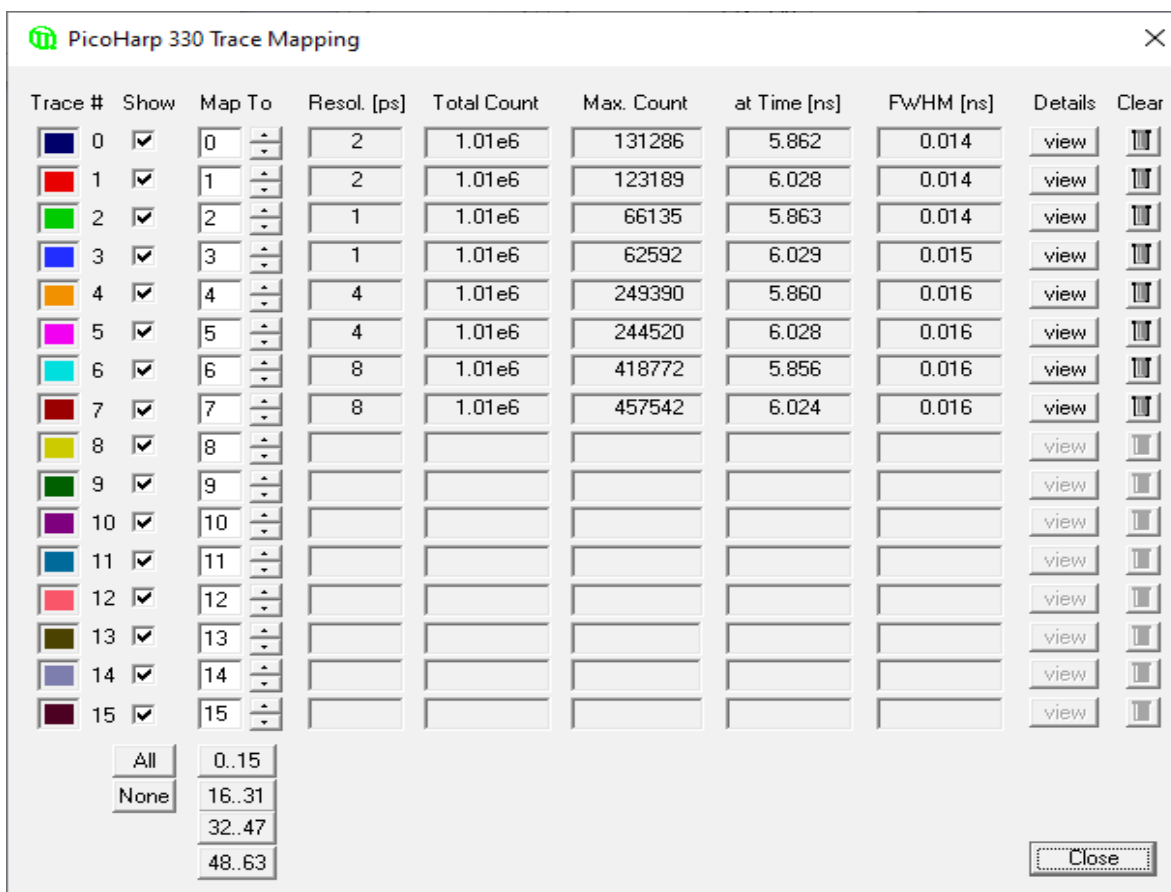 PicoHarp 330 Trace Mapping
Trace # Show Map To Resol. [ps] Total Count Max. Count at Time [ns] FWHM [ns] Details Clear
0 0 2 1.01e6 131286 5.862 0.014 view
1 1 2 1.01e6 123189 6.028 0.014 view
2 2 1 1.01e6 66135 5.863 0.014 view
3 3 1 1.01e6 62592 6.029 0.015 view
4 4 4 1.01e6 249390 5.860 0.016 view
5 5 4 1.01e6 244520 6.028 0.016 view
6 6 8 1.01e6 418772 5.856 0.016 view
7 7 8 1.01e6 457542 6.024 0.016 view
8 8 view
9 9 view
10 10 view
11 11 view
12 12 view
13 13 view
14 14 view
15 15 view
All 0..15
None 16..31
32..47
48..63
Close